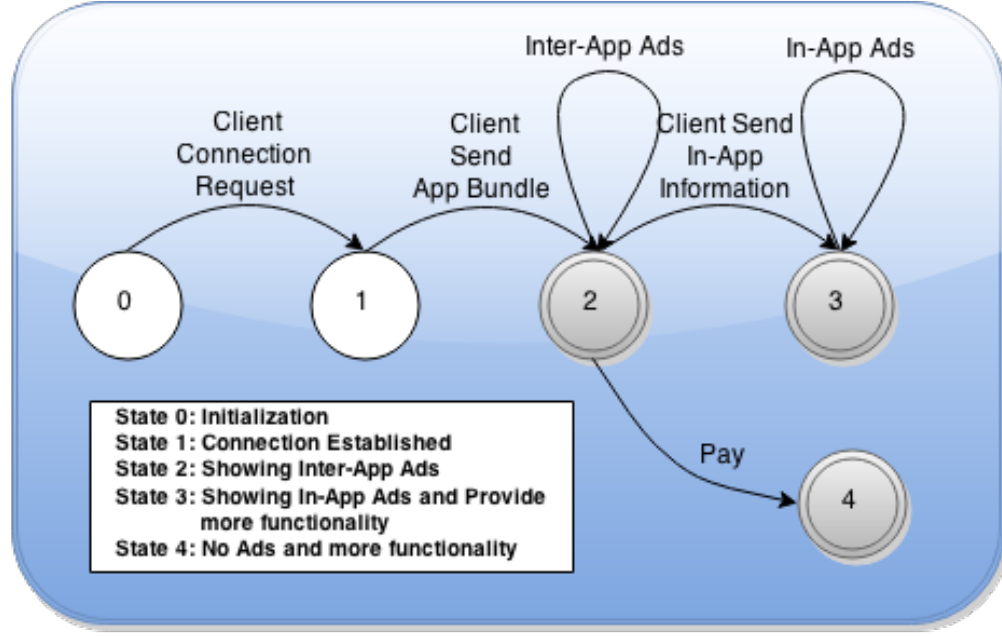 Inter-App Ads
In-App Ads
Client
Connection
Request
Client
Send
App Bundle
Client Send
In-App
Information
0
1
2
3
Pay
4
State 0: Initialization
State 1: Connection Established
State 2: Showing Inter-App Ads
State 3: Showing In-App Ads and Provide
more functionality
State 4: No Ads and more functionality